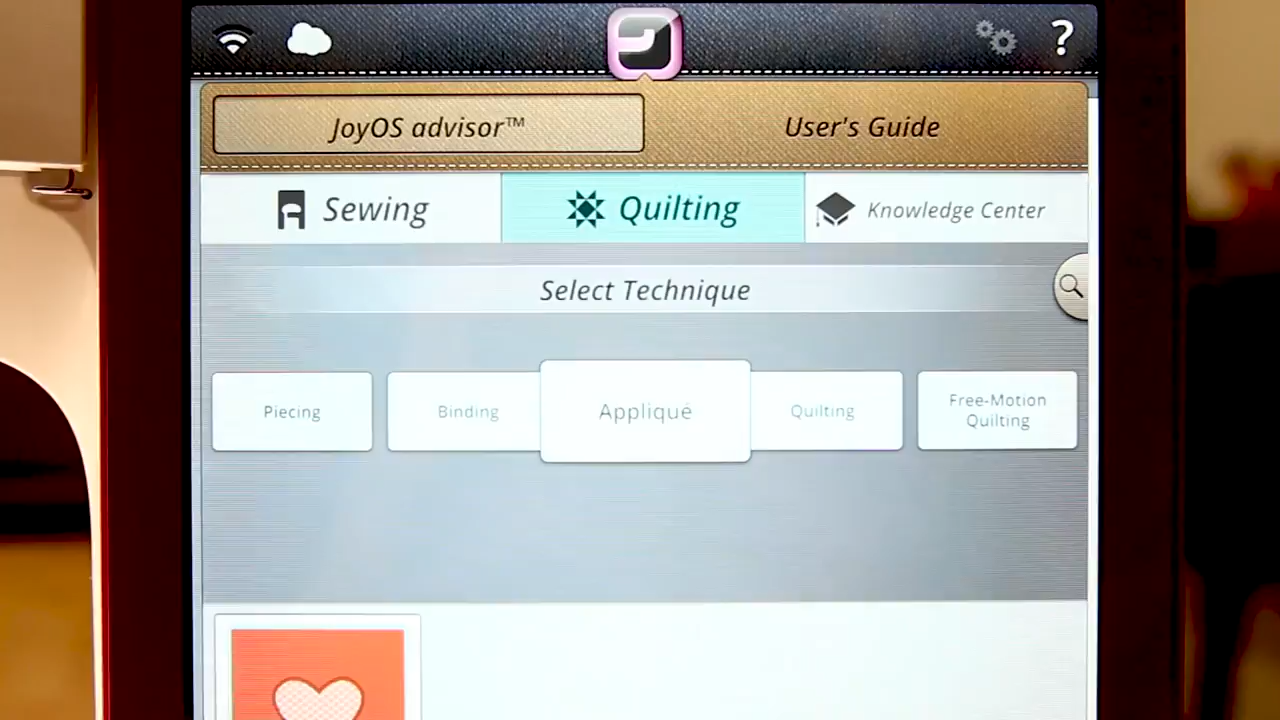 ?
JoyOS advisor™
User's Guide
Sewing
Quilting
Knowledge Center
Select Technique
Piecing
Binding
Appliqué
Quilting
Free-Motion
Quilting